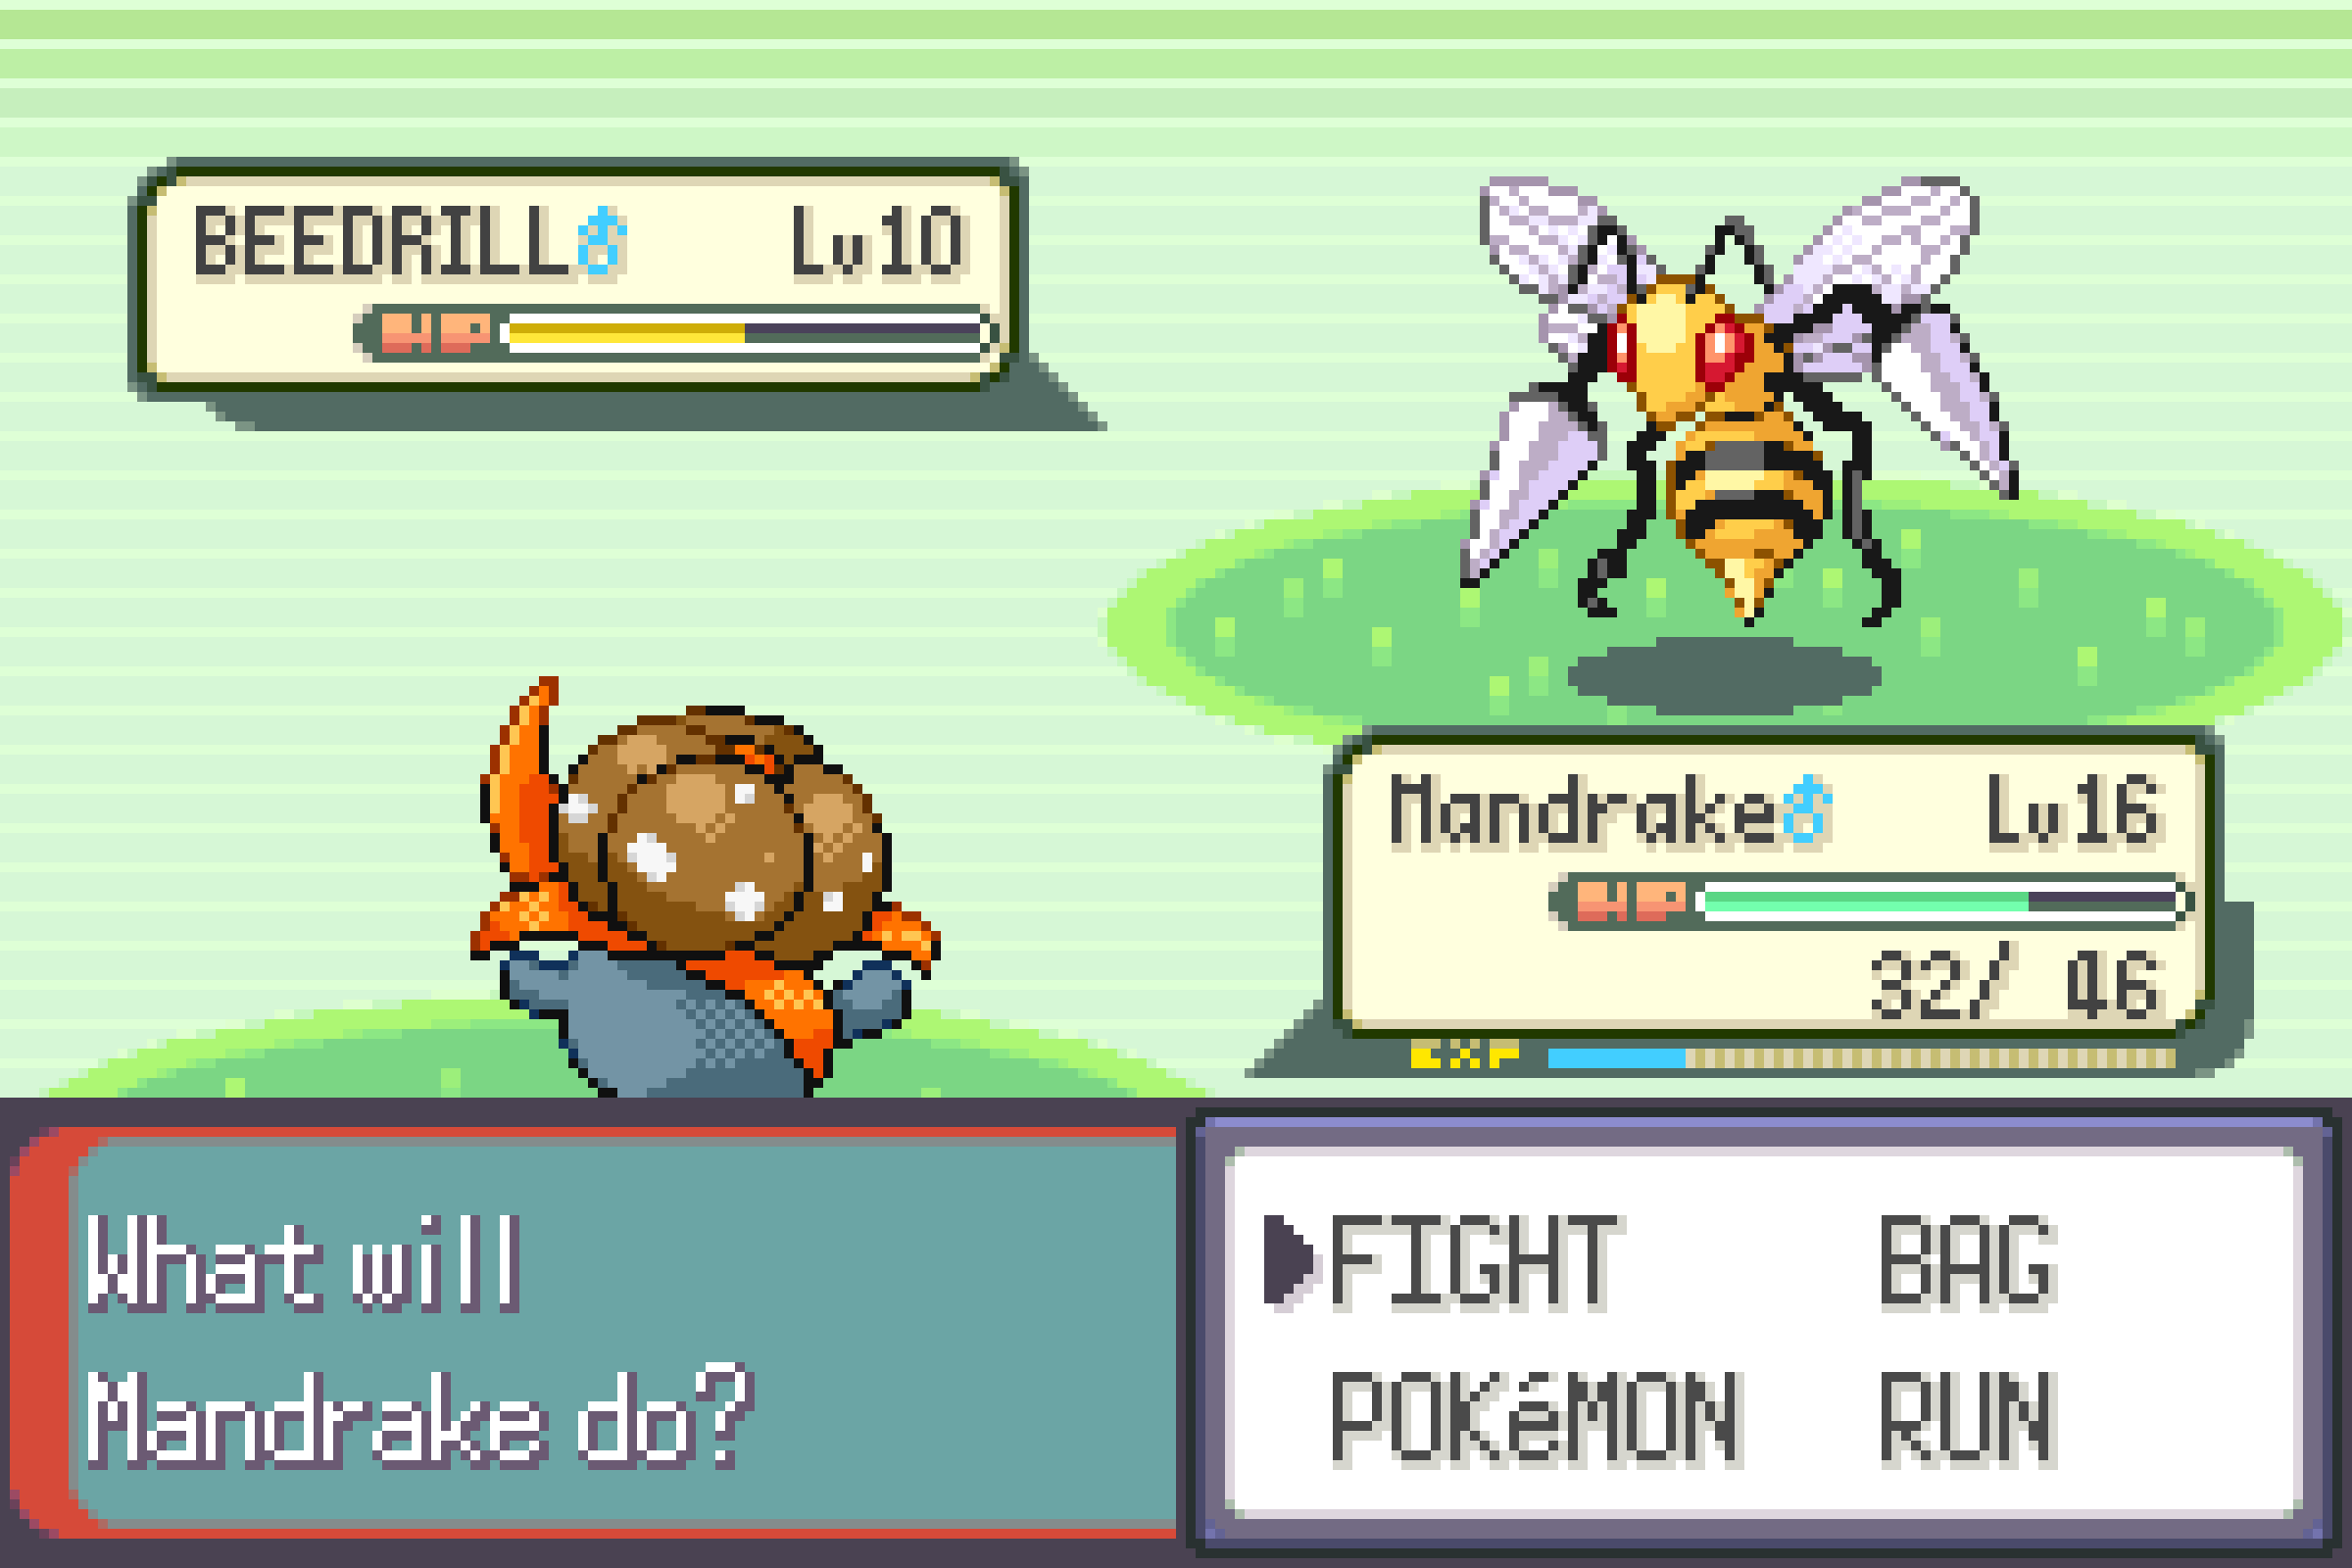 BEEDRILL♂ Lv10
HP
Mandrake♂ Lv16
HP
32/ 46
EXP
What will
Mandrake do?
FIGHT BAG
POKéMON RUN